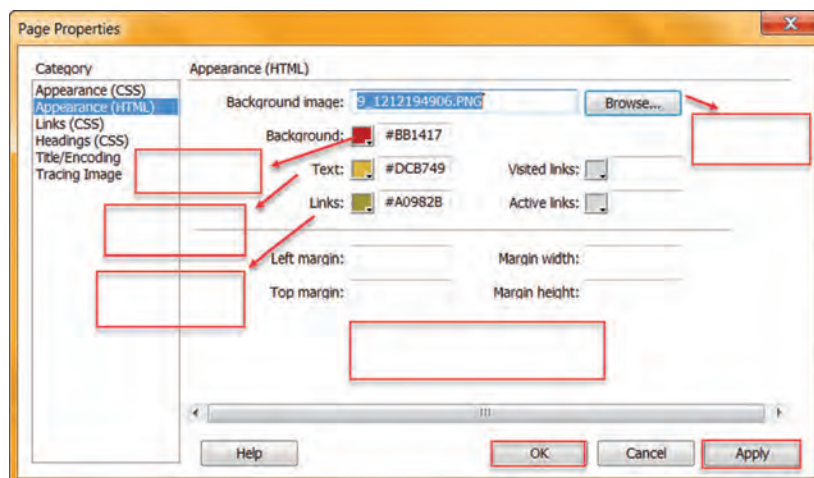 Page Properties
Category
Appearance (HTML)
Appearance (CSS)
Appearance (HTML)
Links (CSS)
Headings (CSS)
Title/Encoding
Tracing Image
Background image: 9_1212194906.PNG Browse...
Background: #BB1417
Text: #DCB749 Visited links:
Links: #A0982B Active links:
Left margin: Margin width:
Top margin: Margin height:
Help OK Cancel Apply